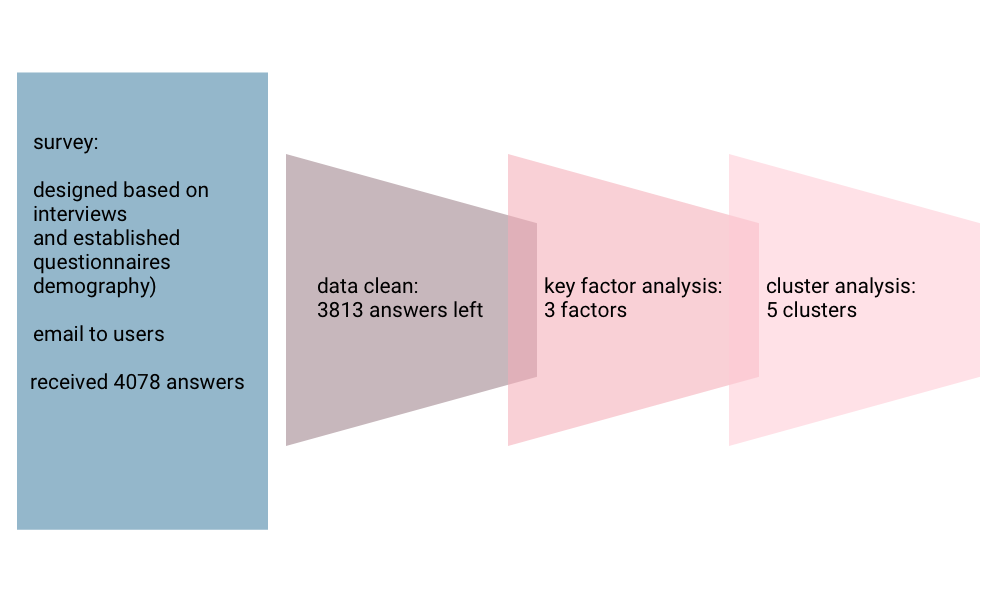 survey:
designed based on
interviews
and established
questionnaires
demography)
email to users
received 4078 answers
data clean:
3813 answers left
key factor analysis:
3 factors
cluster analysis:
5 clusters